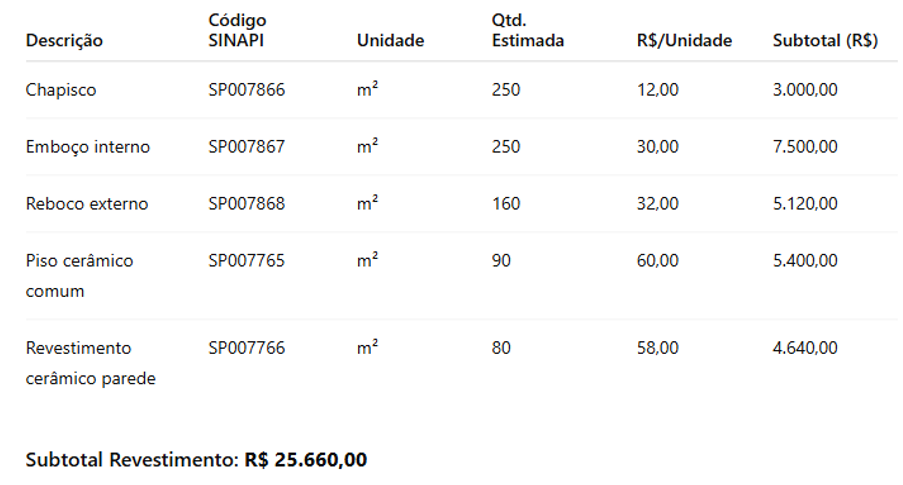 Descrição Código SINAPI Unidade Qtd. Estimada R$/Unidade Subtotal (R$)
Chapisco SP007866 m² 250 12,00 3.000,00
Emboço interno SP007867 m² 250 30,00 7.500,00
Reboco externo SP007868 m² 160 32,00 5.120,00
Piso cerâmico comum SP007765 m² 90 60,00 5.400,00
Revestimento cerâmico parede SP007766 m² 80 58,00 4.640,00
Subtotal Revestimento: R$ 25.660,00